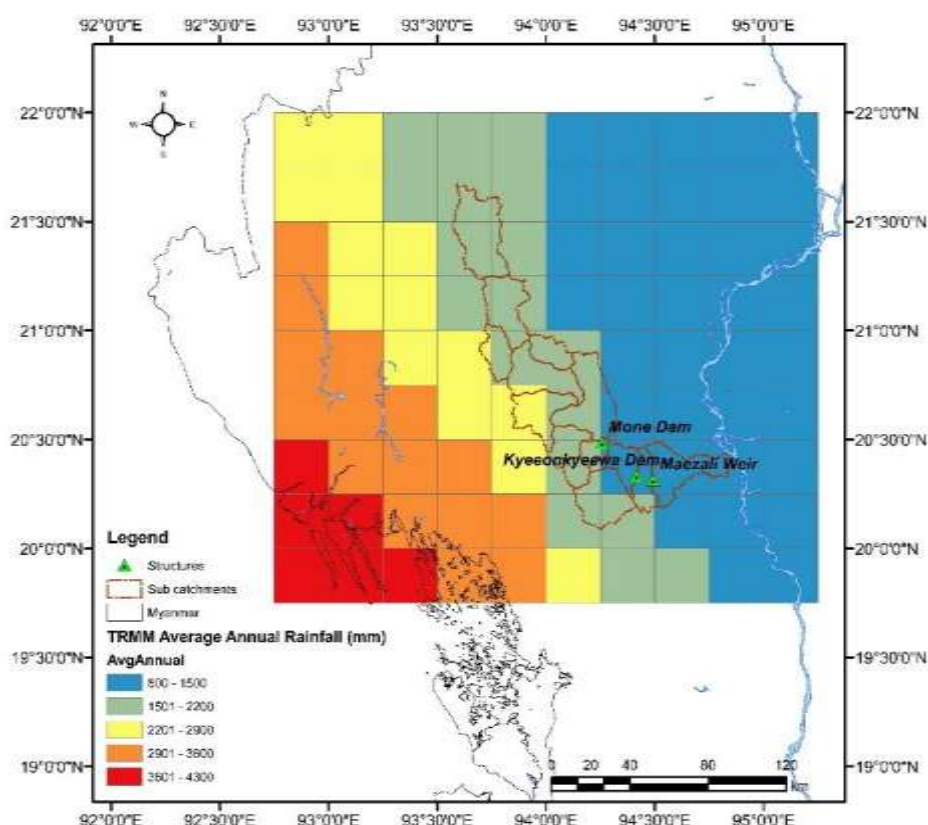 92°0'0"E 92°30'0"E 93°0'0"E 93°30'0"E 94°0'0"E 94°30'0"E 95°0'0"E
N
W E
S
22°0'0"N 22°0'0"N
21°30'0"N 21°30'0"N
21°0'0"N 21°0'0"N
20°30'0"N 20°30'0"N
Mone Dam
Kyeeonkyeewa Dam Maezali Weir
20°0'0"N 20°0'0"N
Legend
Structures
Sub catchments
Myanmar
TRMM Average Annual Rainfall (mm)
19°30'0"N 19°30'0"N
AvgAnnual
800 - 1500
1501 - 2200
2201 - 2900
2901 - 3600
3601 - 4300
19°0'0"N 19°0'0"N
0 20 40 80 120
km
92°0'0"E 92°30'0"E 93°0'0"E 93°30'0"E 94°0'0"E 94°30'0"E 95°0'0"E